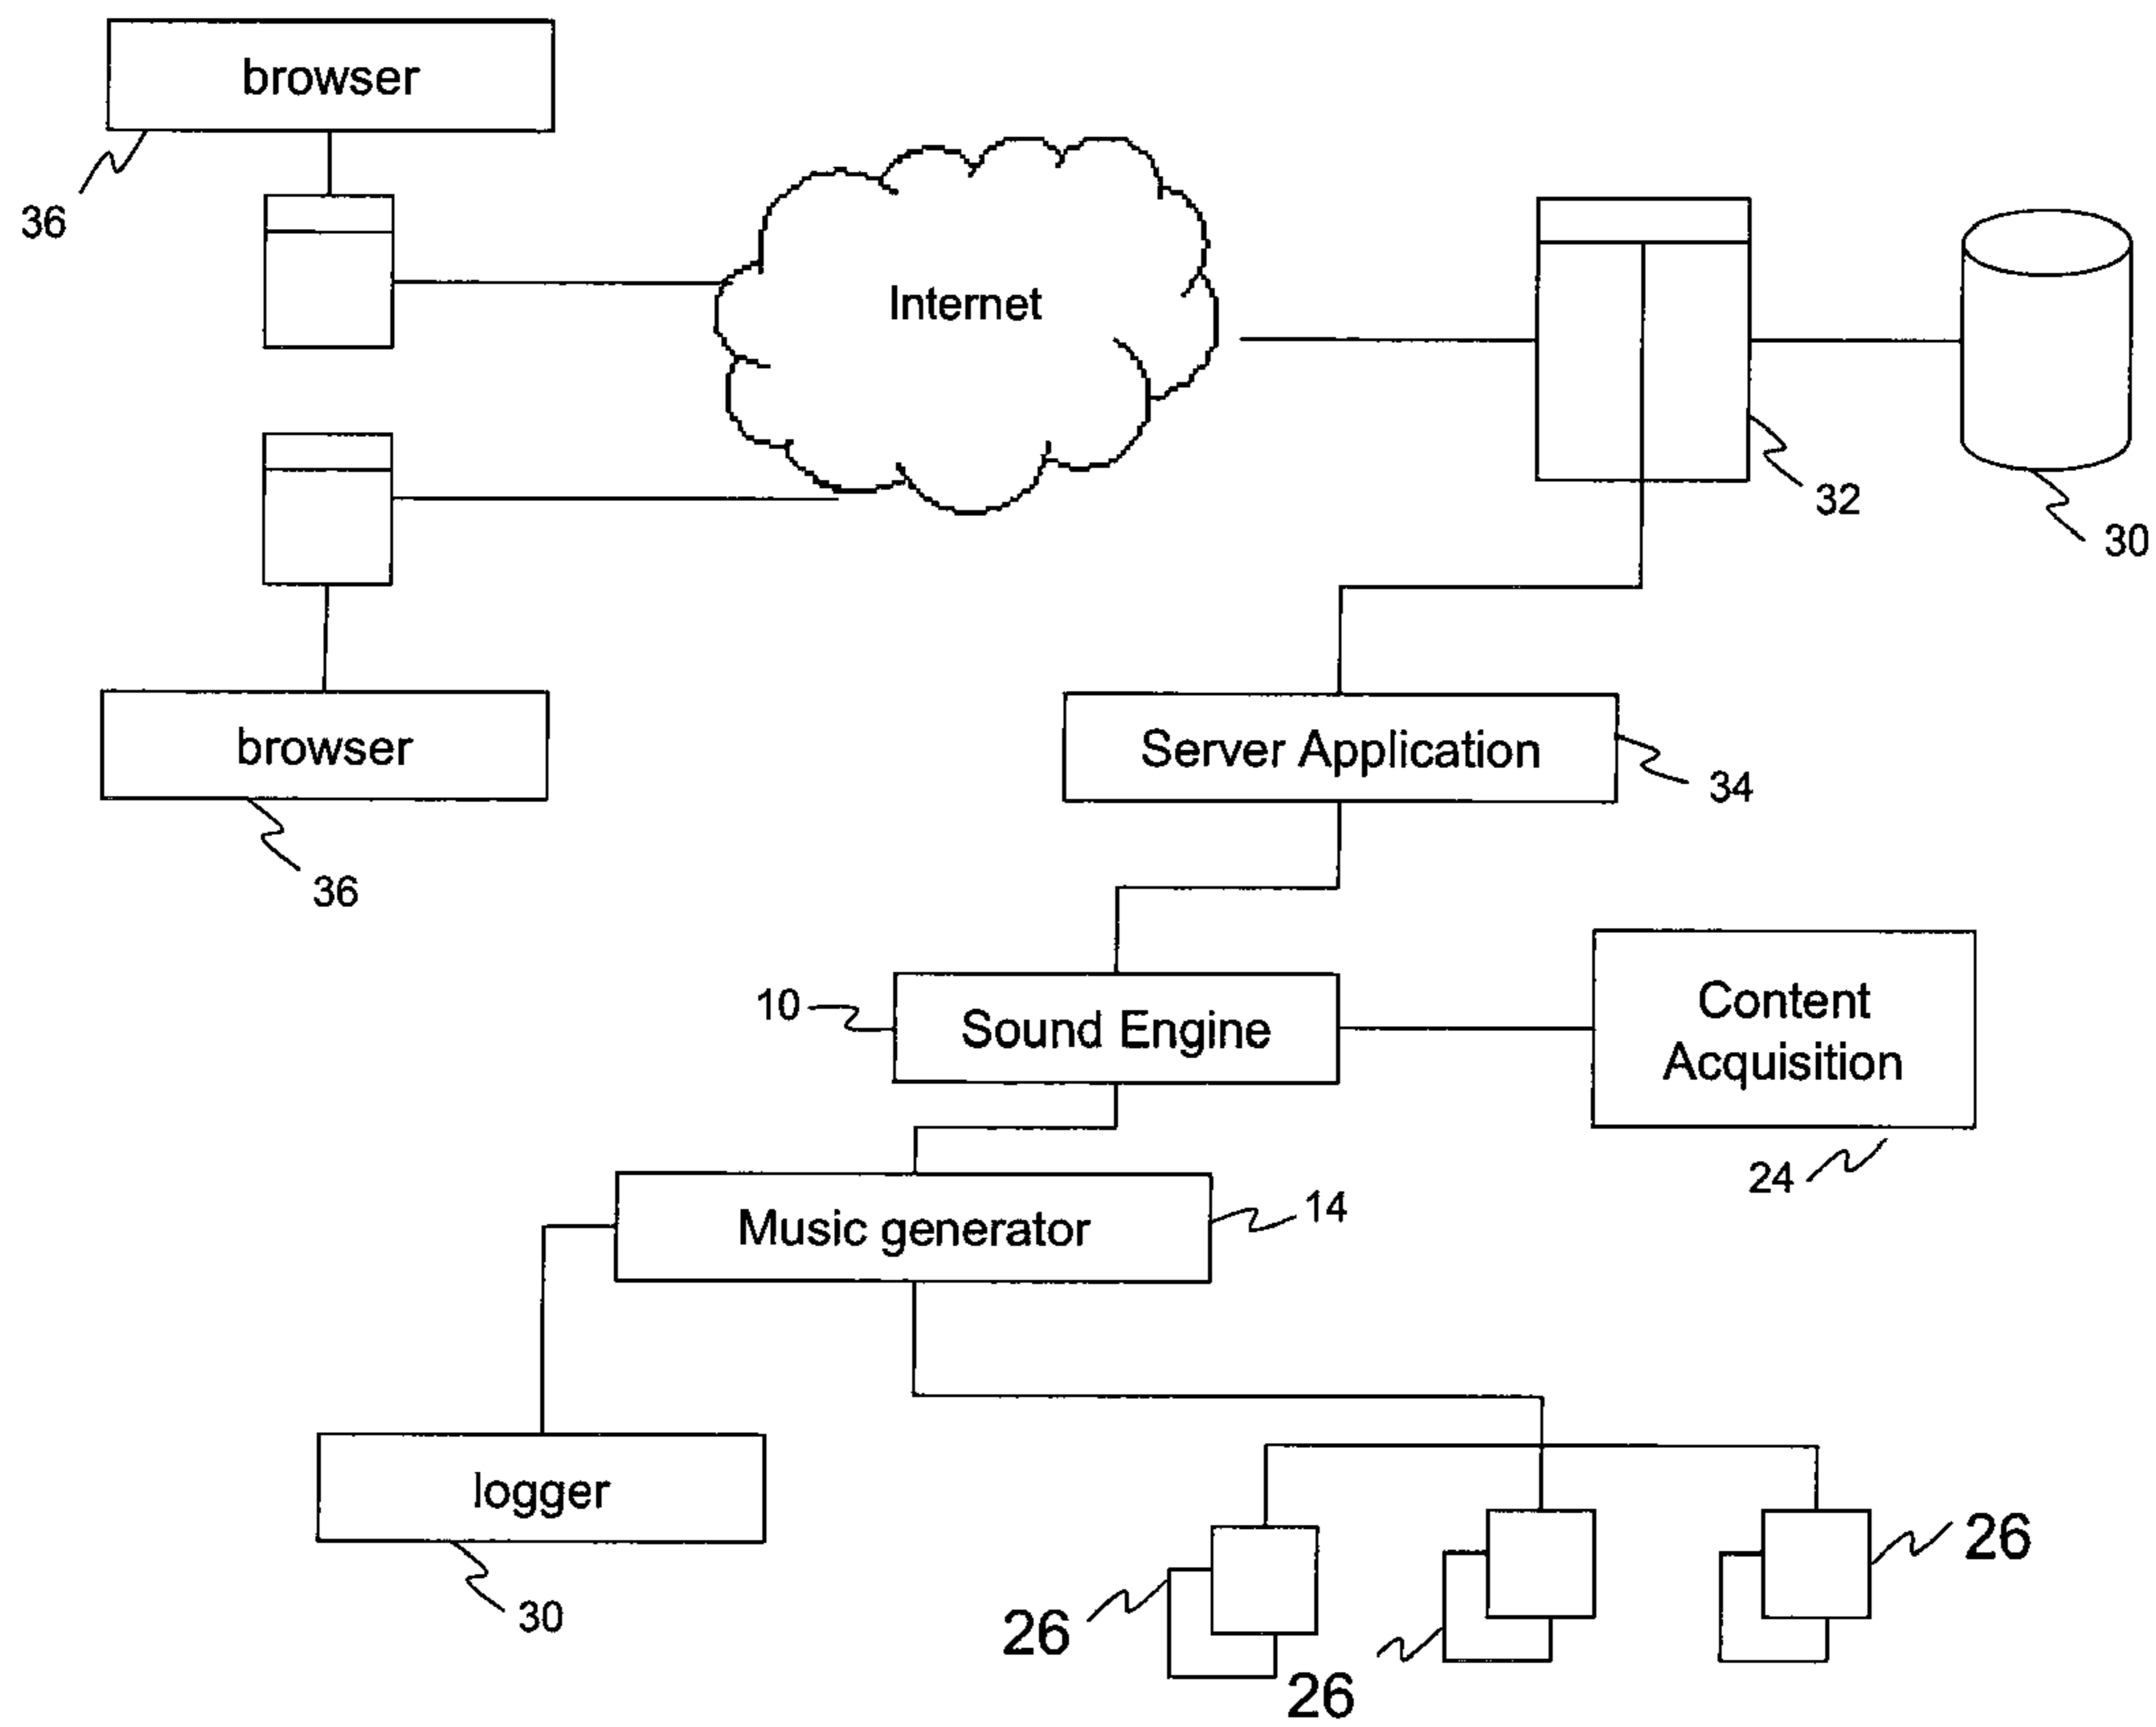 browser
36
Internet
32
30
browser
36
Server Application
34
10
Sound Engine
Content
Acquisition
24
Music generator
14
logger
30
26
26
26